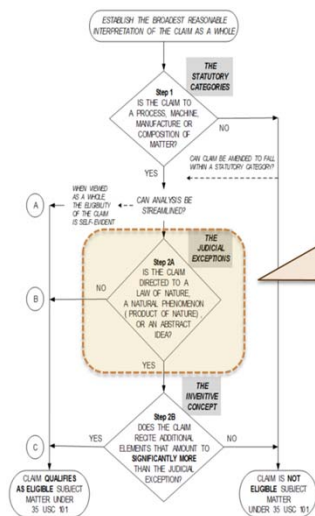 ESTABLISH THE BROADEST REASONABLE
INTERPRETATION OF THE CLAIM AS A WHOLE
THE
STATUTORY
CATEGORIES
Step 1
IS THE CLAIM TO
A PROCESS, MACHINE,
MANUFACTURE OR
COMPOSITION OF
MATTER?
NO
YES
CAN CLAIM BE AMENDED TO FALL
WITHIN A STATUTORY CATEGORY?
A
WHEN VIEWED
AS A WHOLE,
THE ELIGIBILITY
OF THE CLAIM
IS SELF-EVIDENT
CAN ANALYSIS BE
STREAMLINED?
THE
JUDICIAL
EXCEPTIONS
Step 2A
IS THE CLAIM
DIRECTED TO A
LAW OF NATURE,
A NATURAL PHENOMENON
(PRODUCT OF NATURE),
OR AN ABSTRACT
IDEA?
B
NO
YES
THE
INVENTIVE
CONCEPT
Step 2B
DOES THE CLAIM
RECITE ADDITIONAL
ELEMENTS THAT AMOUNT TO
SIGNIFICANTLY MORE
THAN THE JUDICIAL
EXCEPTION?
C
YES
NO
CLAIM QUALIFIES
AS ELIGIBLE SUBJECT
MATTER UNDER
35 USC 101
CLAIM IS NOT
ELIGIBLE SUBJECT
MATTER
UNDER 35 USC 101